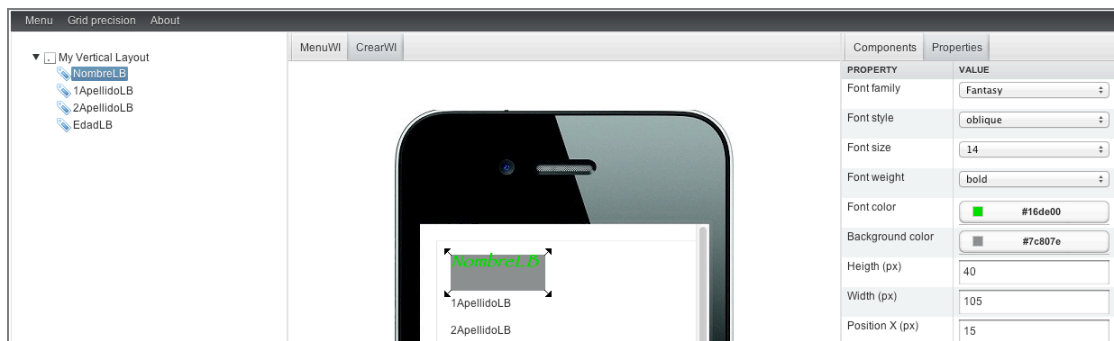 Menu Grid precision About
My Vertical Layout
NombreLB
1ApellidoLB
2ApellidoLB
EdadLB
MenuWI CrearWI
NombreLB
1ApellidoLB
2ApellidoLB
Components Properties
PROPERTY VALUE
Font family Fantasy
Font style oblique
Font size 14
Font weight bold
Font color #16de00
Background color #7c807e
Heigth (px) 40
Width (px) 105
Position X (px) 15